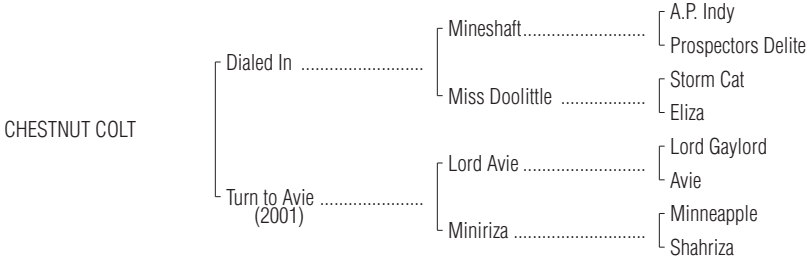 A.P. Indy
Mineshaft..........................
Prospectors Delite
Dialed In ..........................
Storm Cat
Miss Doolittle ..................
Eliza
CHESTNUT COLT
Lord Gaylord
Lord Avie ..........................
Avie
Turn to Avie ......................
(2001)
Minneapple
Miniriza ............................
Shahriza